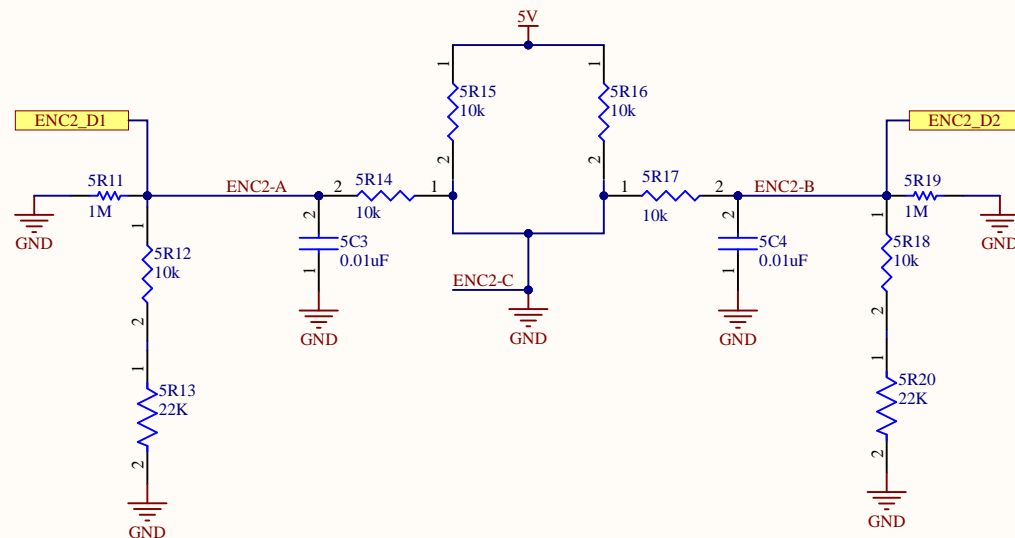 5V
1
1
5R15
10k
5R16
10k
2
2
ENC2_D1
ENC2_D2
5R11
1M
GND
ENC2-A
2
5R14
1
10k
1
5R17
2
10k
ENC2-B
5R19
1M
GND
1
5R12
10k
2
2
5C3
0.01uF
1
GND
ENC2-C
GND
2
5C4
0.01uF
1
GND
1
5R18
10k
2
1
5R13
22K
2
GND
1
5R20
22K
2
GND